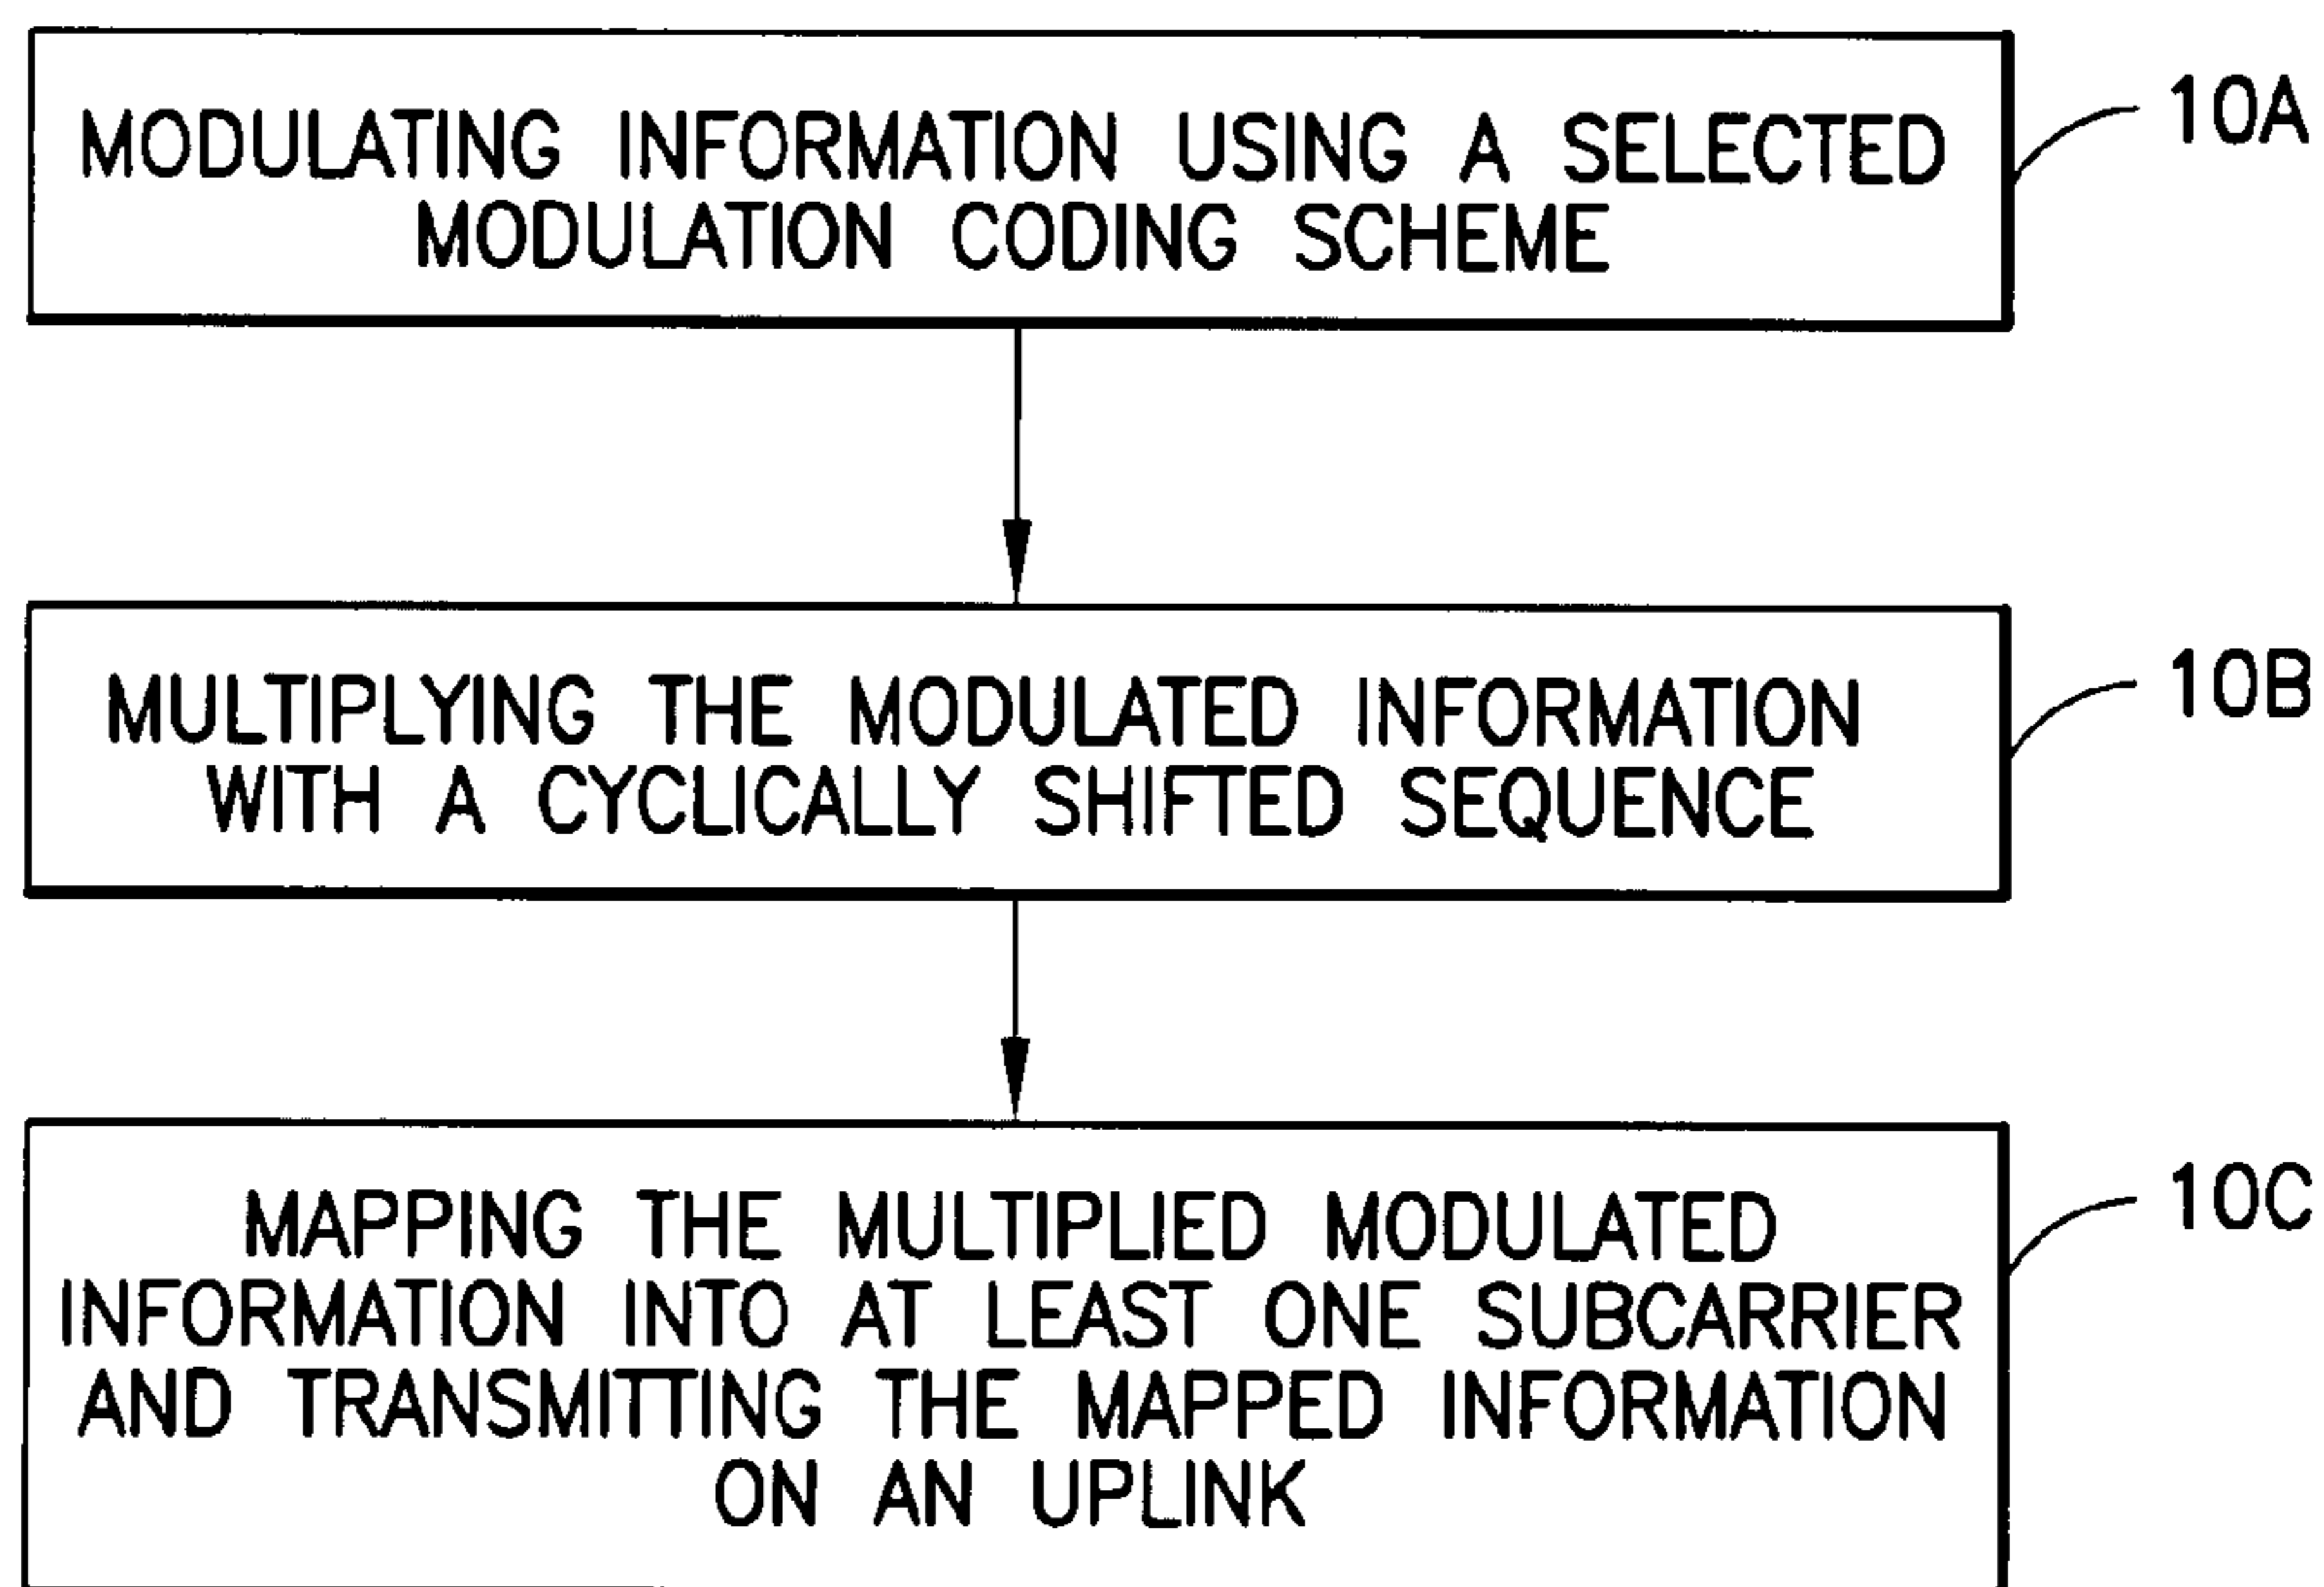 MODULATING INFORMATION USING A SELECTED
MODULATION CODING SCHEME
10A
MULTIPLYING THE MODULATED INFORMATION
WITH A CYCLICALLY SHIFTED SEQUENCE
10B
MAPPING THE MULTIPLIED MODULATED
INFORMATION INTO AT LEAST ONE SUBCARRIER
AND TRANSMITTING THE MAPPED INFORMATION
ON AN UPLINK
10C